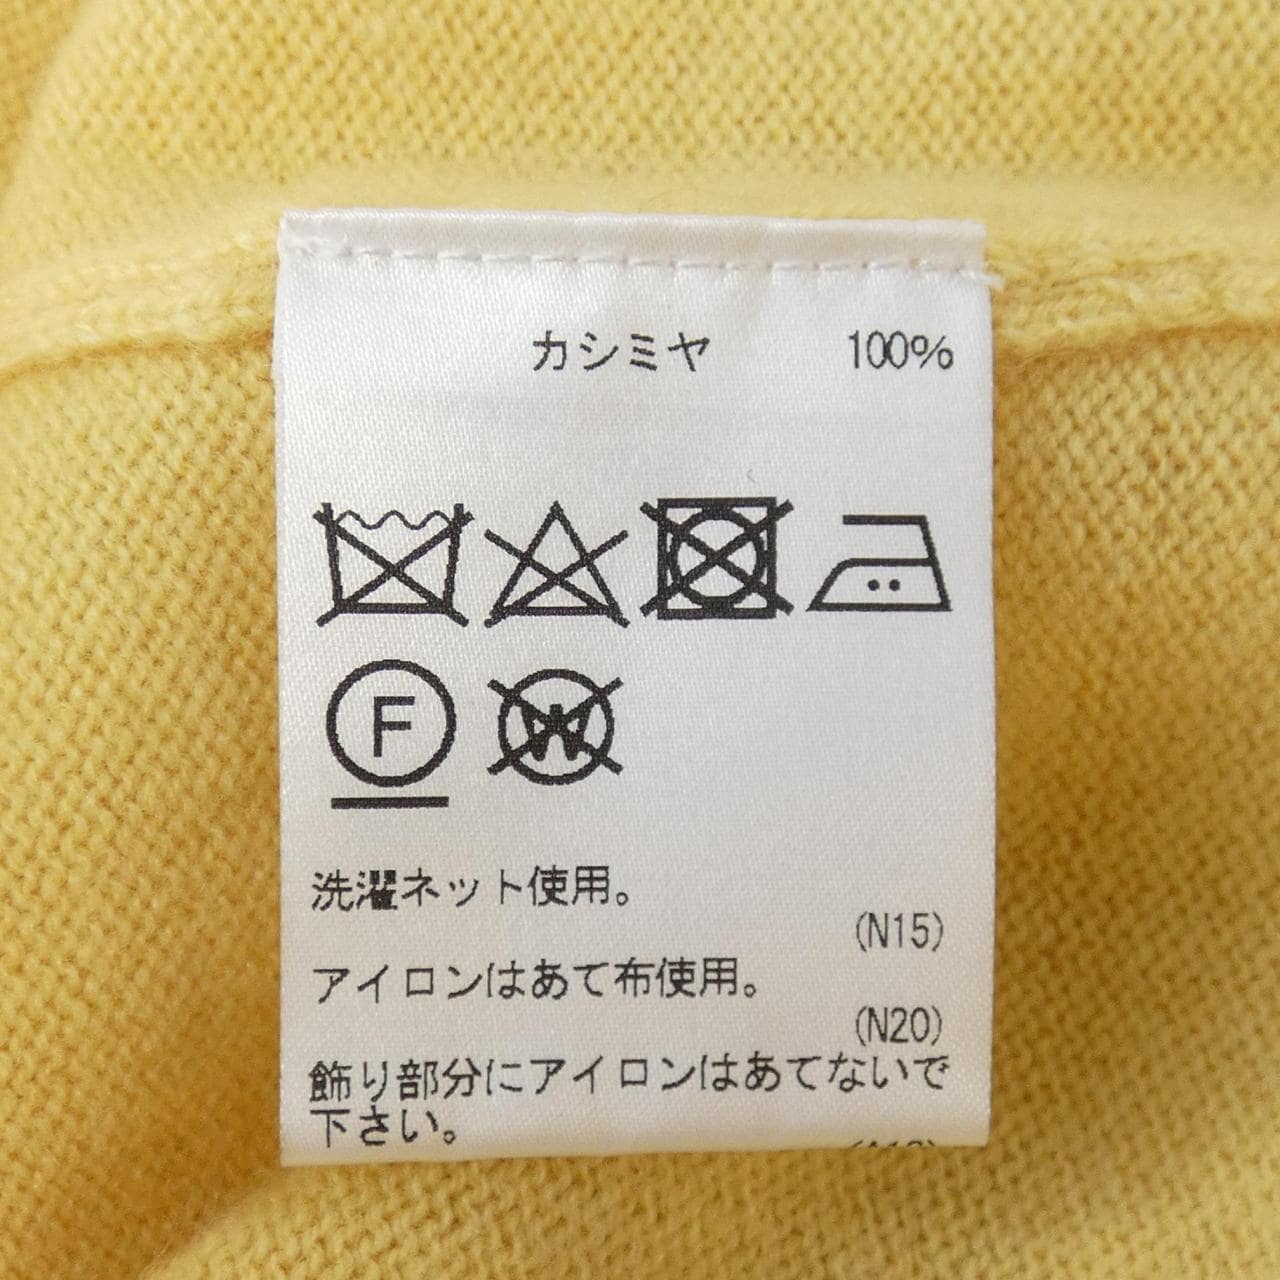 カシミヤ 100%
F W
洗濯ネット使用。
(N15)
アイロンはあて布使用。
(N20)
飾り部分にアイロンはあてないで
下さい。